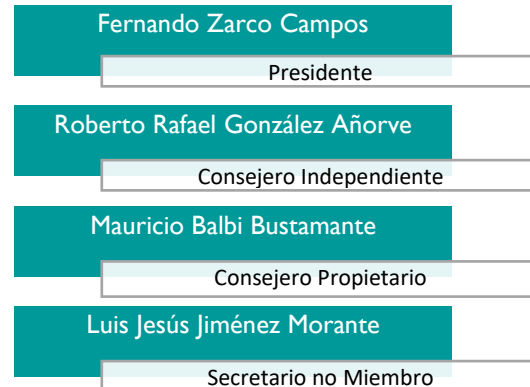 Fernando Zarco Campos
Presidente
Roberto Rafael González Añorve
Consejero Independiente
Mauricio Balbi Bustamante
Consejero Propietario
Luis Jesús Jiménez Morante
Secretario no Miembro